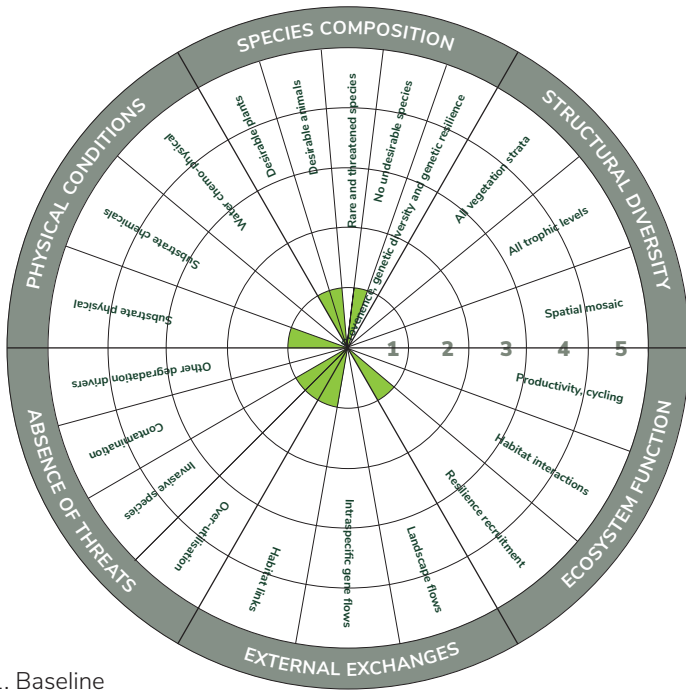 SPECIES COMPOSITION
STRUCTURAL DIVERSITY
ECOSYSTEM FUNCTION
EXTERNAL EXCHANGES
ABSENCE OF THREATS
PHYSICAL CONDITIONS
Desirable plants
Desirable animals
Rare and threatened species
No undesirable species
genetic diversity and genetic resilience
All vegetation strata
All trophic levels
Spatial mosaic
1 2 3 4 5
Productivity, cycling
Habitat interactions
Resilience recruitment
Landscape flows
Intraspecific gene flows
Habitat links
Over-utilisation
Invasive species
Contamination
Other degradation drivers
Substrate physical
Substrate chemicals
Water chemo-physical
. Baseline